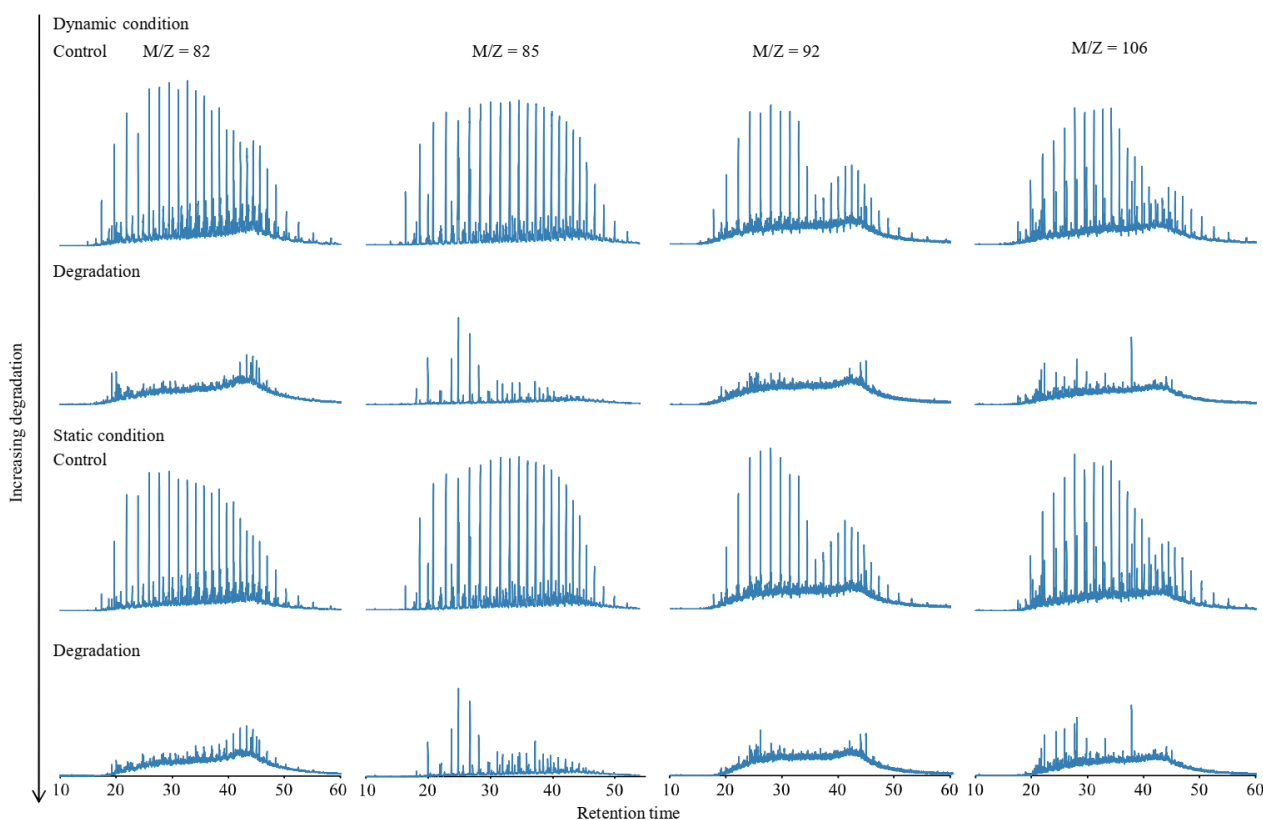 Dynamic condition
Control M/Z = 82 M/Z = 85 M/Z = 92 M/Z = 106
Degradation
Static condition
Control
Degradation
Increasing degradation
10 20 30 40 50 60 10 20 30 40 50 10 20 30 40 50 60 10 20 30 40 50 60
Retention time